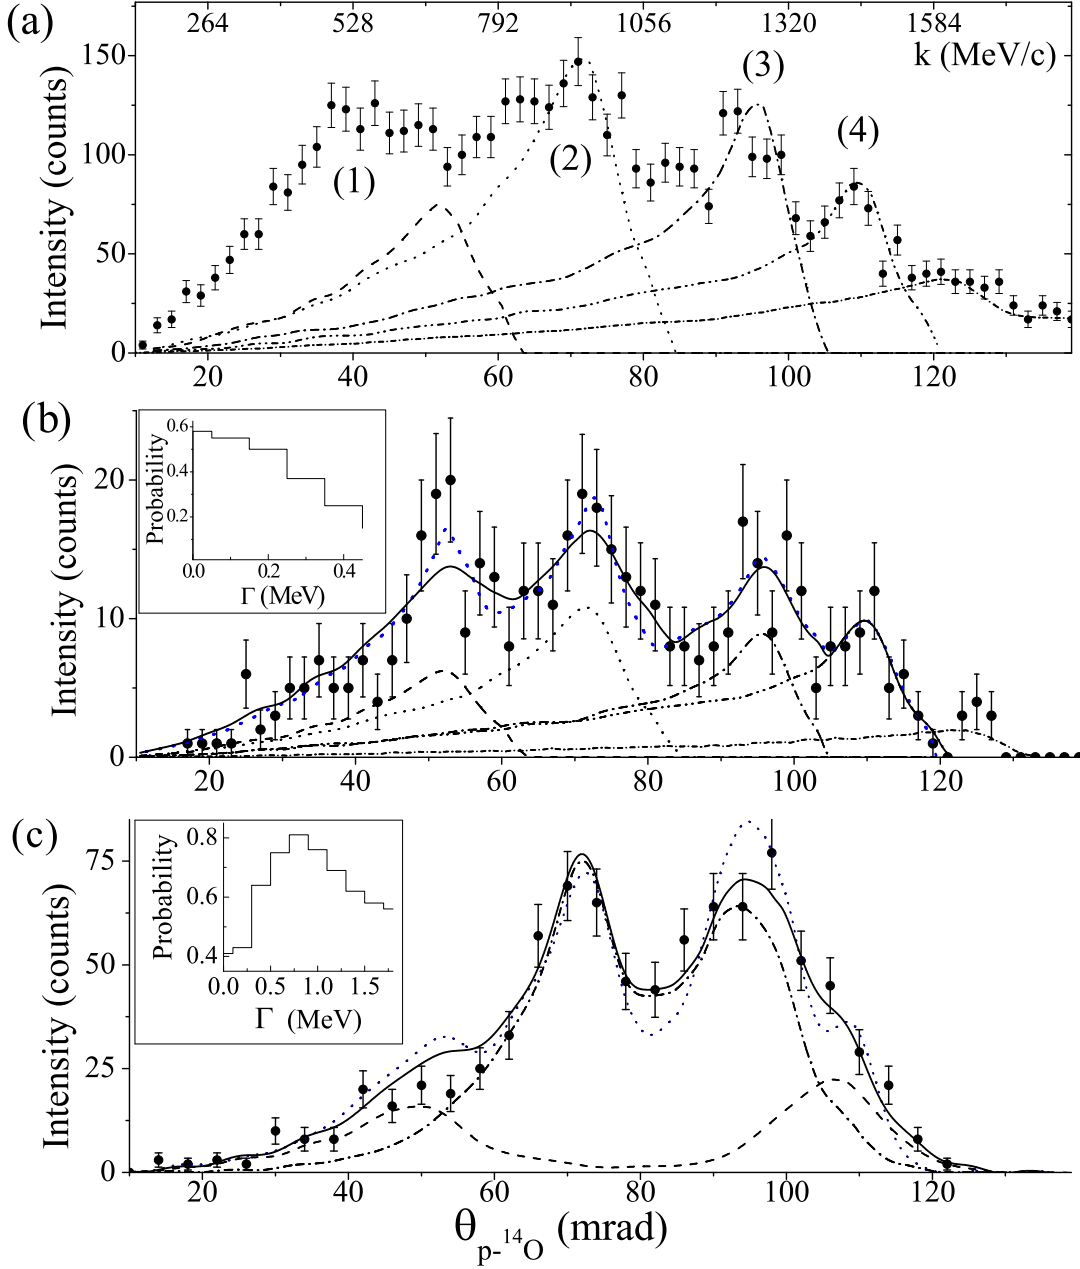 (a)
264 528 792 1056 1320 1584
k (MeV/c)
150
100
50
0
Intensity (counts)
(1)
(2)
(3)
(4)
20 40 60 80 100 120
(b)
20
10
0
Intensity (counts)
0.6
0.4
0.2
Probability
0.0 0.2 0.4
Γ (MeV)
20 40 60 80 100 120
(c)
75
50
25
0
Intensity (counts)
0.8
0.6
0.4
Probability
0.0 0.5 1.0 1.5
Γ (MeV)
20 40 60 80 100 120
θp-14O (mrad)